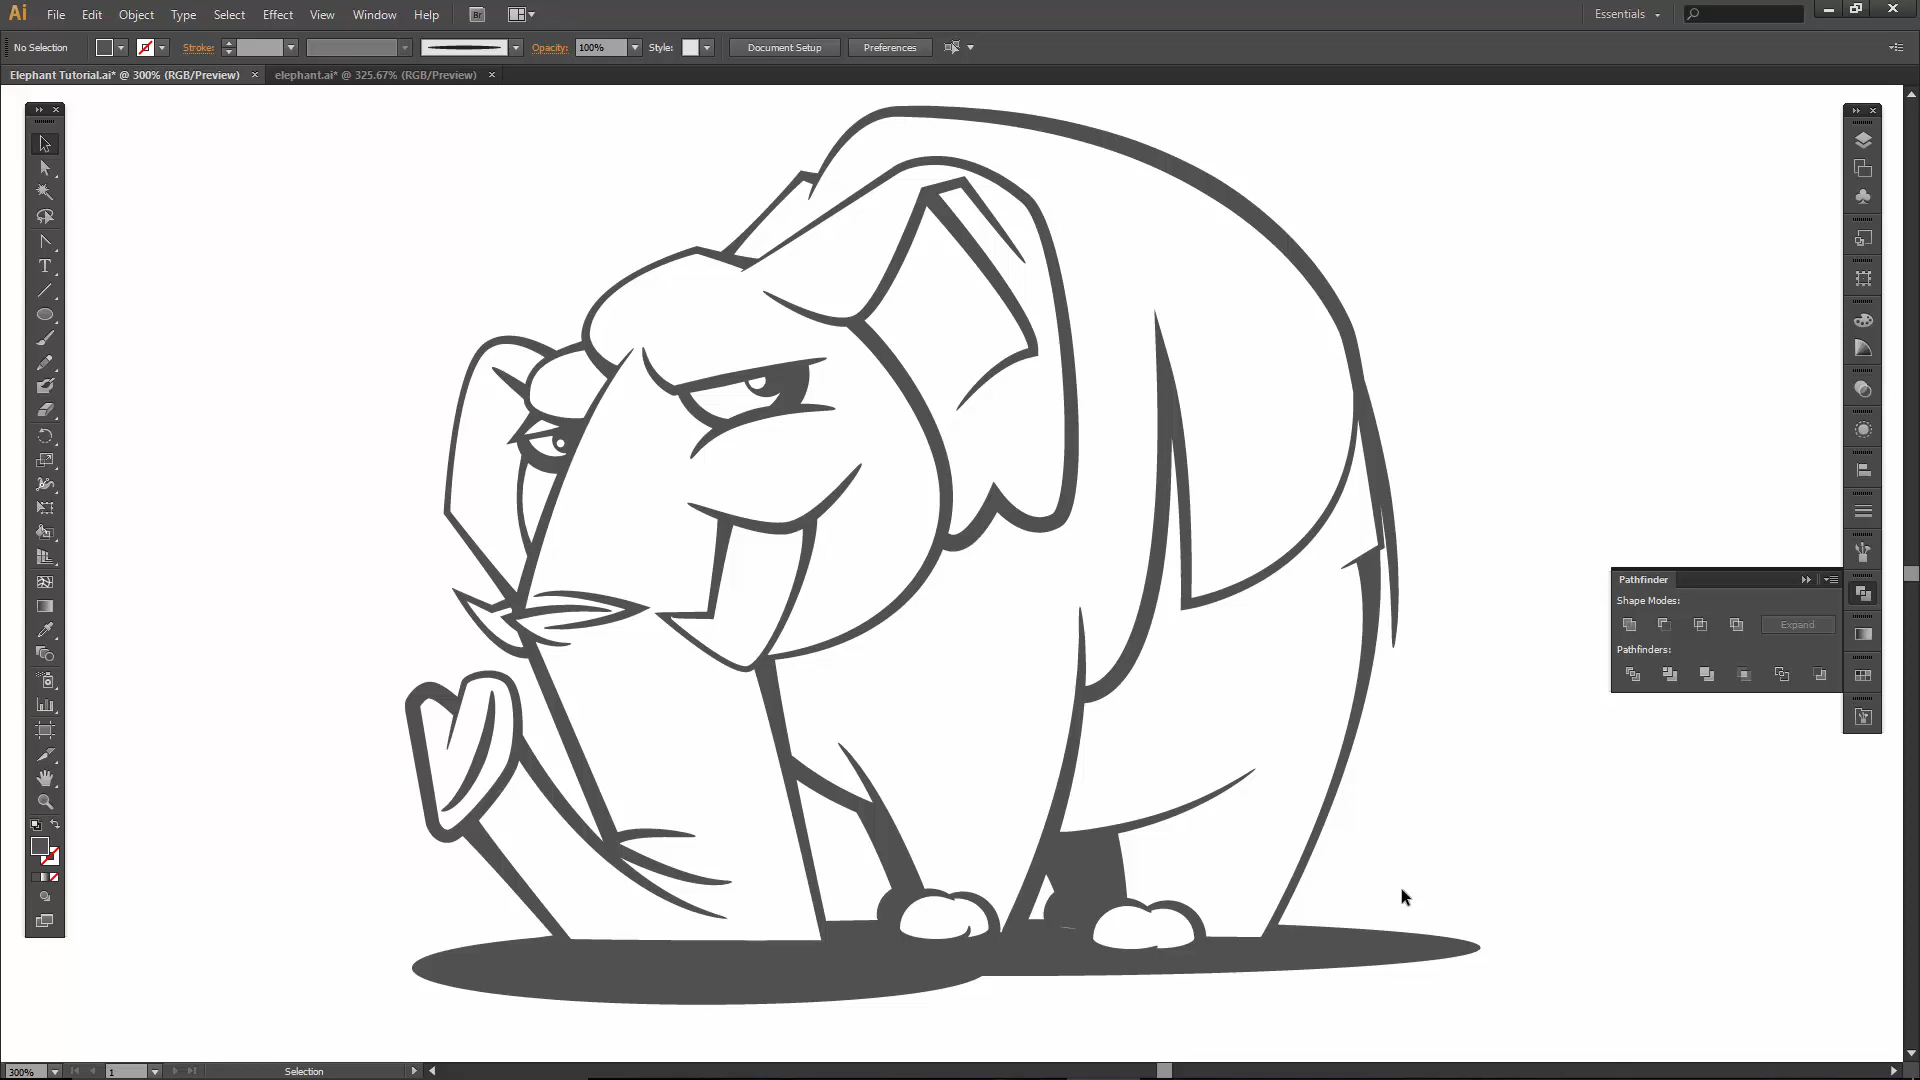 Ai File Edit Object Type Select Effect View Window Help Br Essentials
No Selection Stroke: Opacity: 100% Style: Document Setup Preferences
Elephant Tutorial.ai* @ 300% (RGB/Preview) × elephant.ai* @ 325.67% (RGB/Preview) ×
T
Pathfinder
Shape Modes:
Expand
Pathfinders:
300% 1 Selection